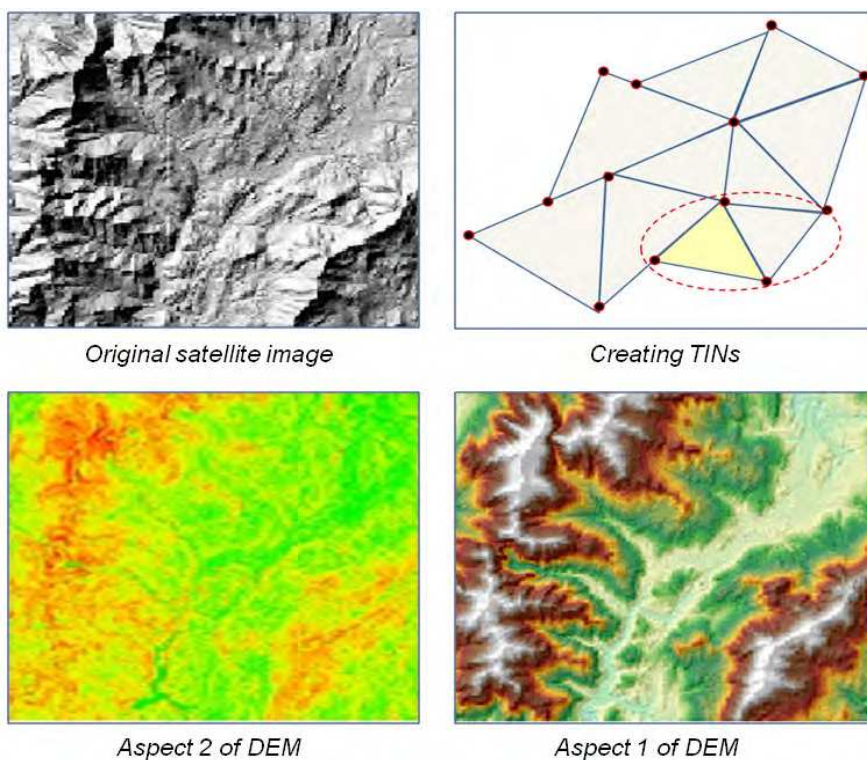 Original satellite image
Creating TINs
Aspect 2 of DEM
Aspect 1 of DEM